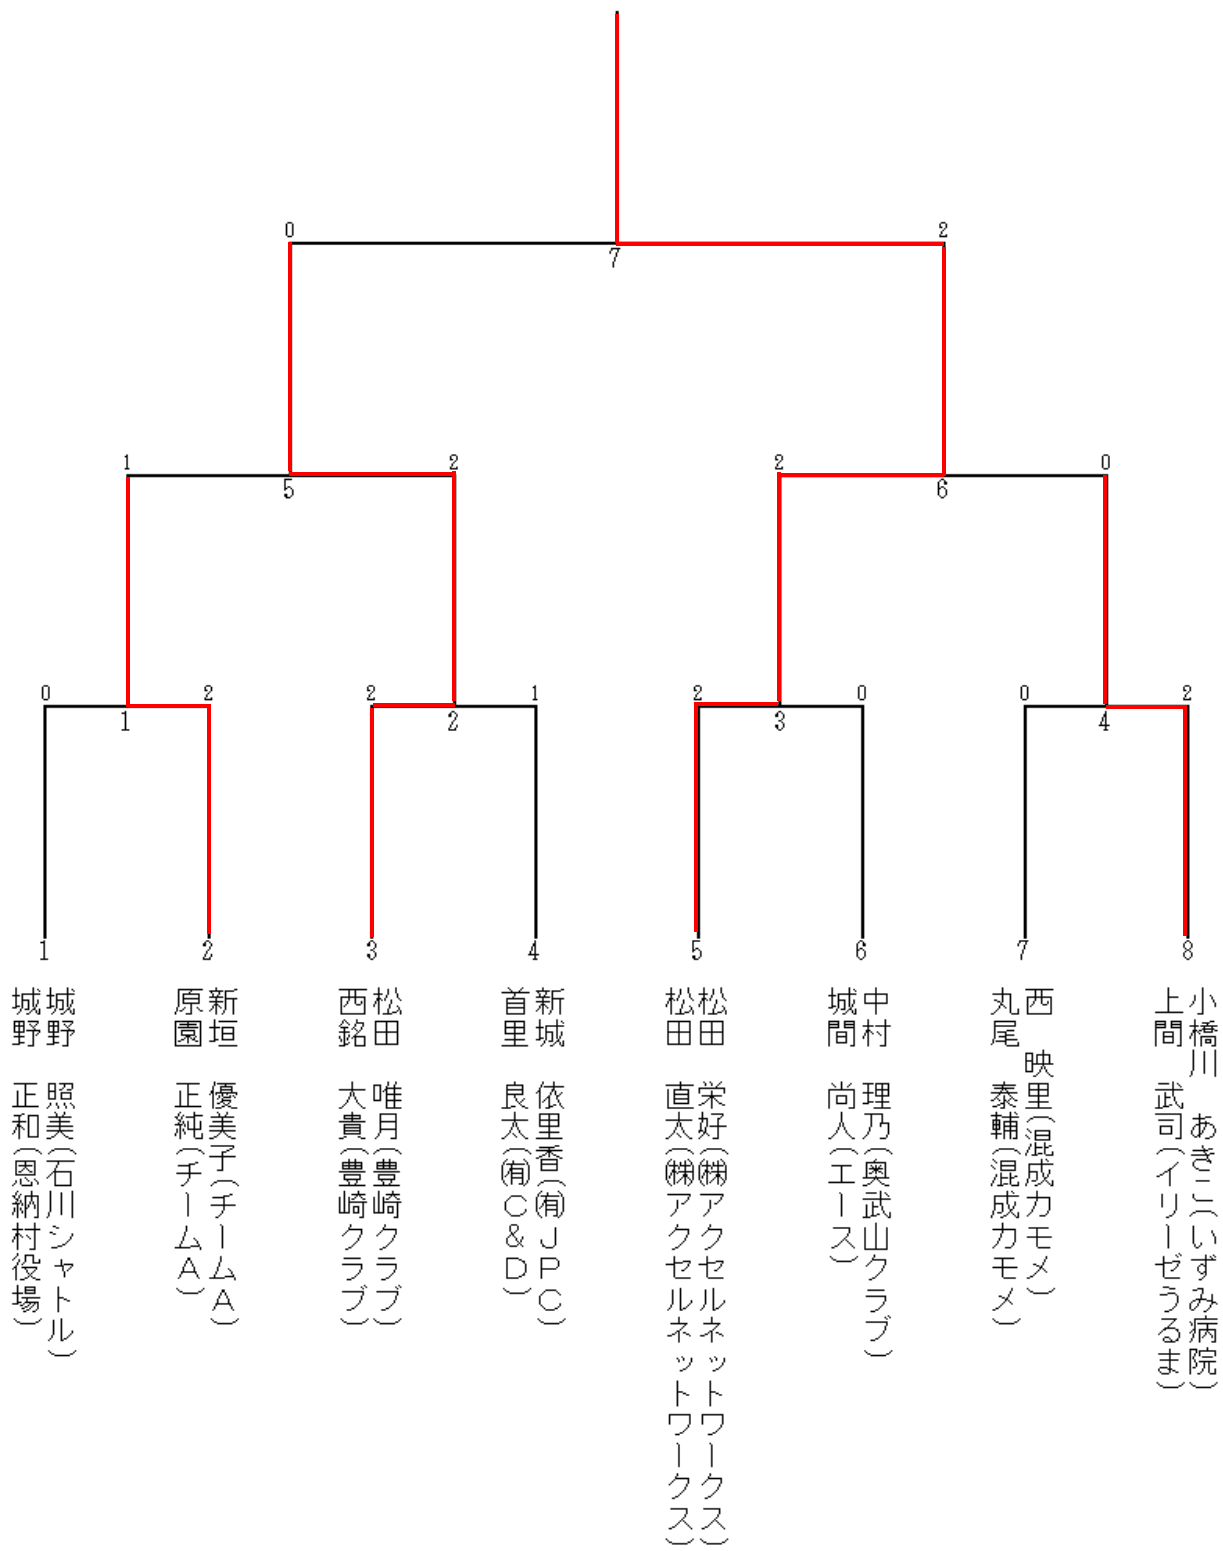 0 2
7
1 2 2 0
5 6
0 2 2 1 2 0 0 2
1 2 3 4
1 2 3 4 5 6 7 8
城野 正和(恩納村役場)
城野 照美(石川シャトル)
原園 正純(チームA)
新垣 優美子(チームA)
西銘 大貴(豊崎クラブ)
松田 唯月(豊崎クラブ)
首里 良太(㈲C&D)
新城 依里香(㈲JPC)
松田 直太(㈱アクセルネットワークス)
松田 栄好(㈱アクセルネットワークス)
城間 尚人(エース)
中村 理乃(奥武山クラブ)
丸尾 泰輔(混成カモメ)
西 映里(混成カモメ)
上間 武司(イリーゼうるま)
小橋川 あきこ(いずみ病院)